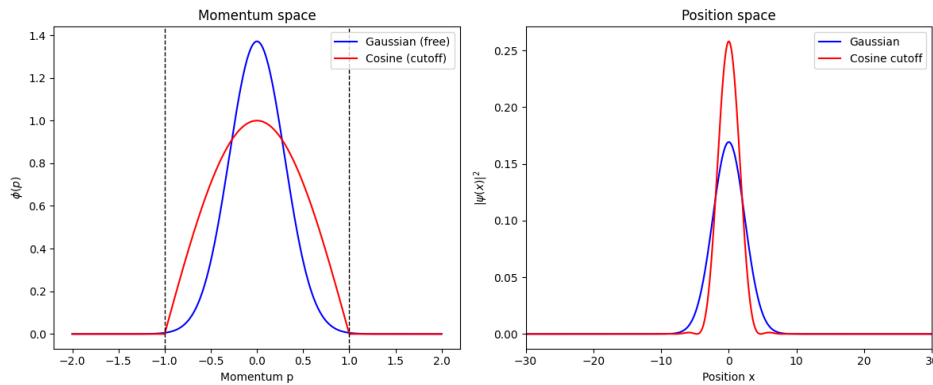 Momentum space
Gaussian (free)
Cosine (cutoff)
ϕ(p)
1.4
1.2
1.0
0.8
0.6
0.4
0.2
0.0
−2.0 −1.5 −1.0 −0.5 0.0 0.5 1.0 1.5 2.0
Momentum p
Position space
Gaussian
Cosine cutoff
|ψ(x)|²
0.25
0.20
0.15
0.10
0.05
0.00
−30 −20 −10 0 10 20 30
Position x